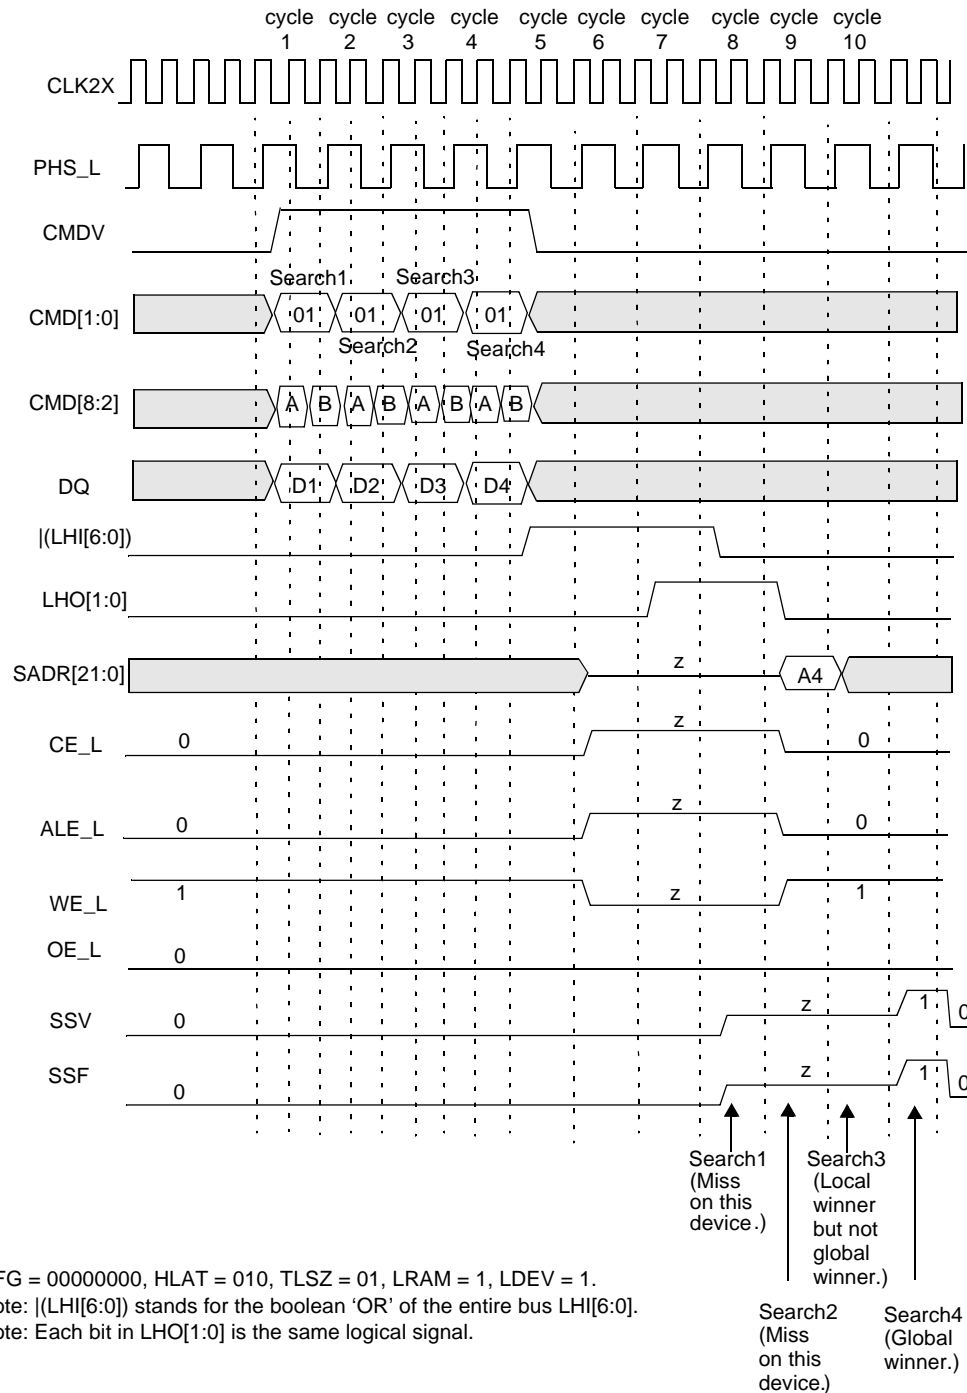 cycle cycle cycle cycle cycle cycle cycle cycle cycle cycle
1 2 3 4 5 6 7 8 9 10
CLK2X
PHS_L
CMDV
Search1 Search3
CMD[1:0] 01 01 01 01
Search2 Search4
CMD[8:2] A B A B A B A B
DQ D1 D2 D3 D4
|(LHI[6:0])
LHO[1:0]
SADR[21:0] z A4
CE_L 0 z 0
ALE_L 0 z 0
WE_L 1 z 1
OE_L 0
SSV 0 z 1 0
SSF 0 z 1 0
Search1
(Miss
on this
device.)
Search3
(Local
winner
but not
global
winner.)
FG = 00000000, HLAT = 010, TLSZ = 01, LRAM = 1, LDEV = 1.
ote: |(LHI[6:0]) stands for the boolean ‘OR’ of the entire bus LHI[6:0].
ote: Each bit in LHO[1:0] is the same logical signal.
Search2
(Miss
on this
device.)
Search4
(Global
winner.)